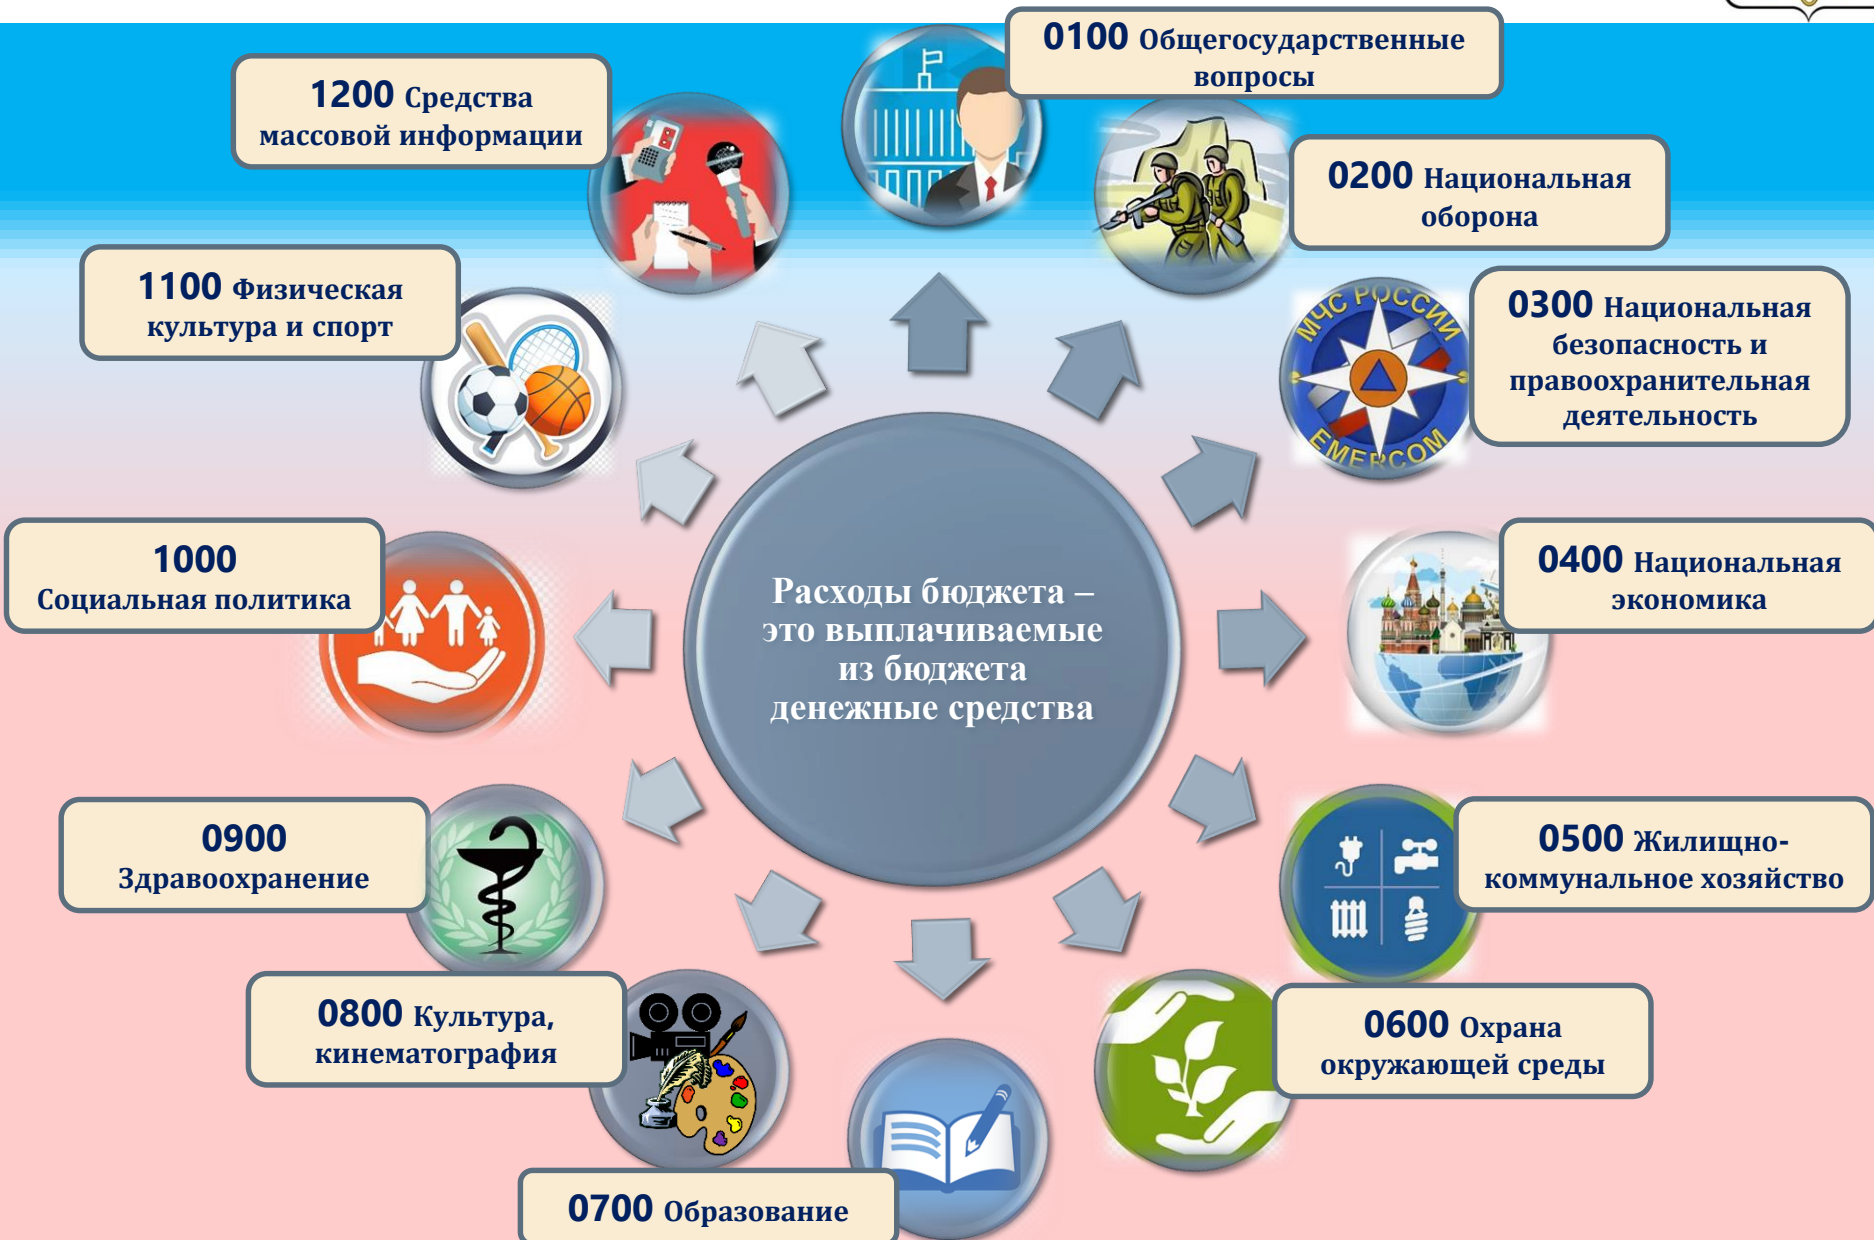 0100 Общегосударственные
вопросы
0200 Национальная
оборона
МЧС РОССИИ
EMERCOM
0300 Национальная
безопасность и
правоохранительная
деятельность
0400 Национальная
экономика
0500 Жилищно-
коммунальное хозяйство
0600 Охрана
окружающей среды
0700 Образование
0800 Культура,
кинематография
0900
Здравоохранение
1000
Социальная политика
1100 Физическая
культура и спорт
1200 Средства
массовой информации
Расходы бюджета –
это выплачиваемые
из бюджета
денежные средства